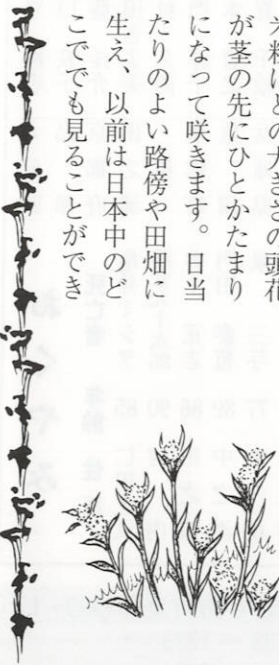 米粒ほどの大きさの頭花
が茎の先にひとかたまり
になって咲きます。日当
たりのよい路傍や田畑に
生え、以前は日本中のど
こででも見ることができ